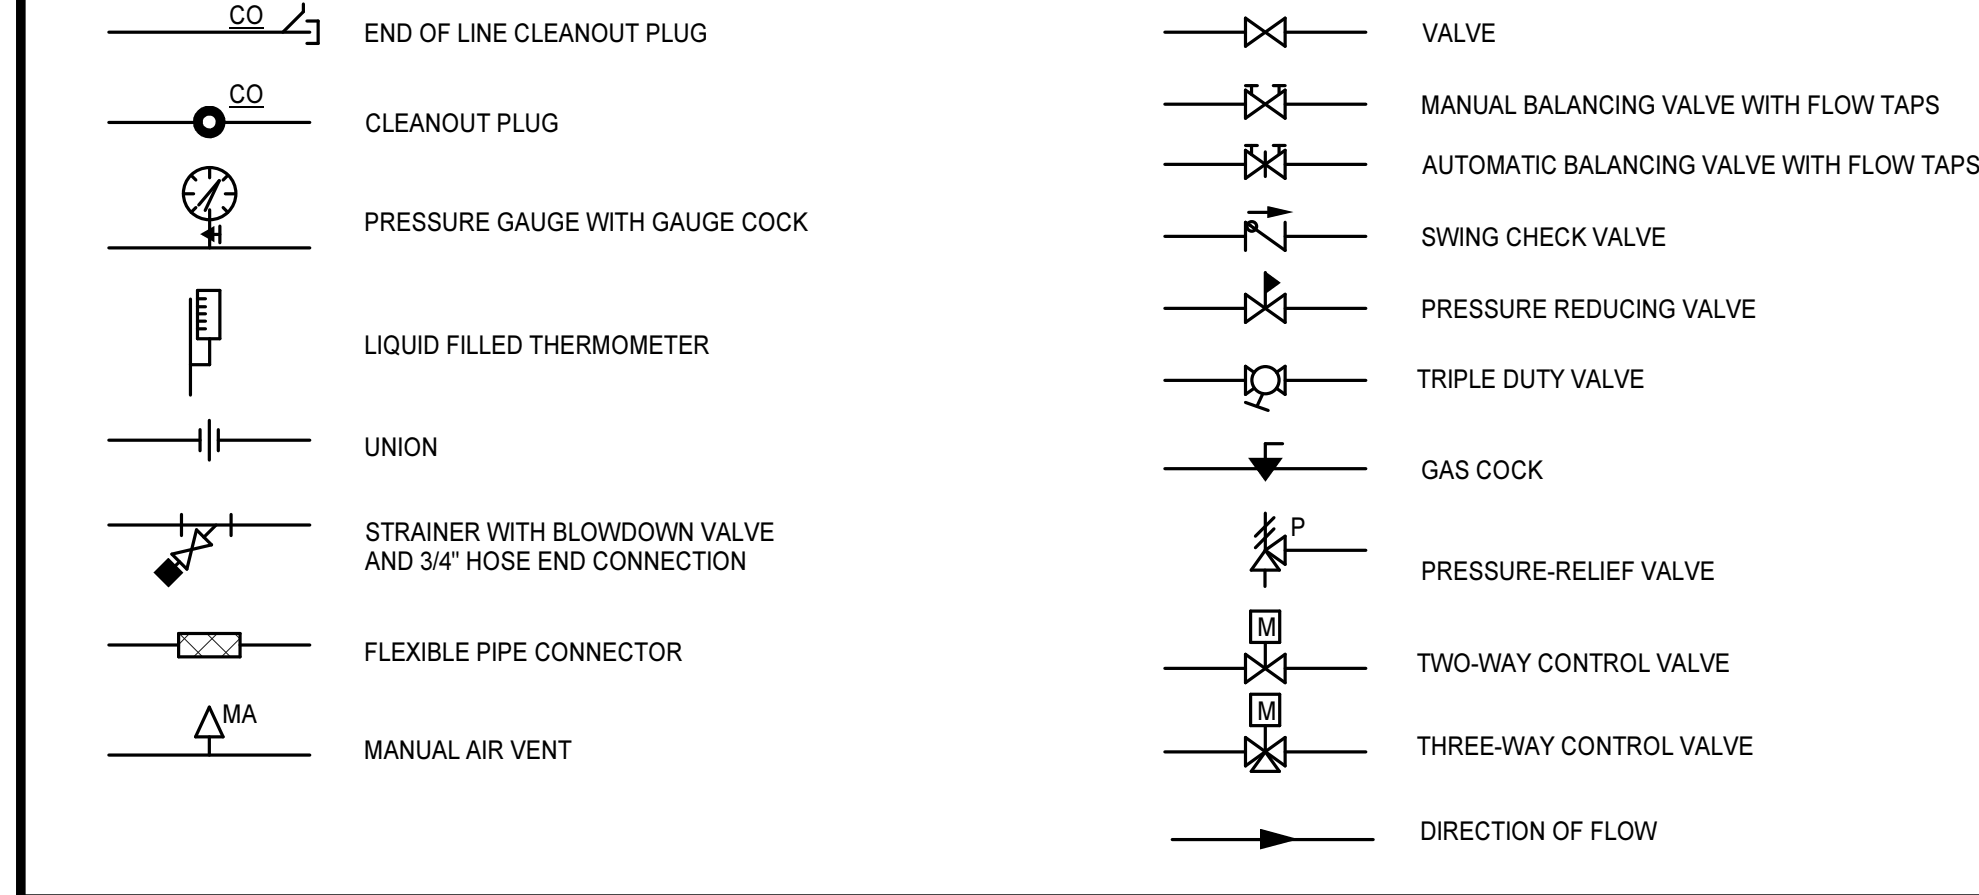 CO
END OF LINE CLEANOUT PLUG
CO
CLEANOUT PLUG
PRESSURE GAUGE WITH GAUGE COCK
LIQUID FILLED THERMOMETER
UNION
STRAINER WITH BLOWDOWN VALVE
AND 3/4" HOSE END CONNECTION
FLEXIBLE PIPE CONNECTOR
MA
MANUAL AIR VENT
VALVE
MANUAL BALANCING VALVE WITH FLOW TAPS
AUTOMATIC BALANCING VALVE WITH FLOW TAPS
SWING CHECK VALVE
PRESSURE REDUCING VALVE
TRIPLE DUTY VALVE
GAS COCK
P
PRESSURE-RELIEF VALVE
M
TWO-WAY CONTROL VALVE
M
THREE-WAY CONTROL VALVE
DIRECTION OF FLOW